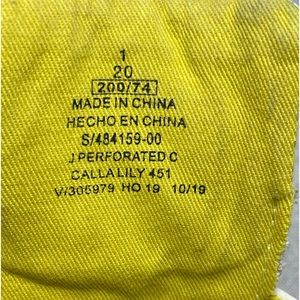 1
20
200/74
MADE IN CHINA
HECHO EN CHINA
S/484159-00
J PERFORATED C
CALLA LILY 451
V/305979 HO 19 10/19